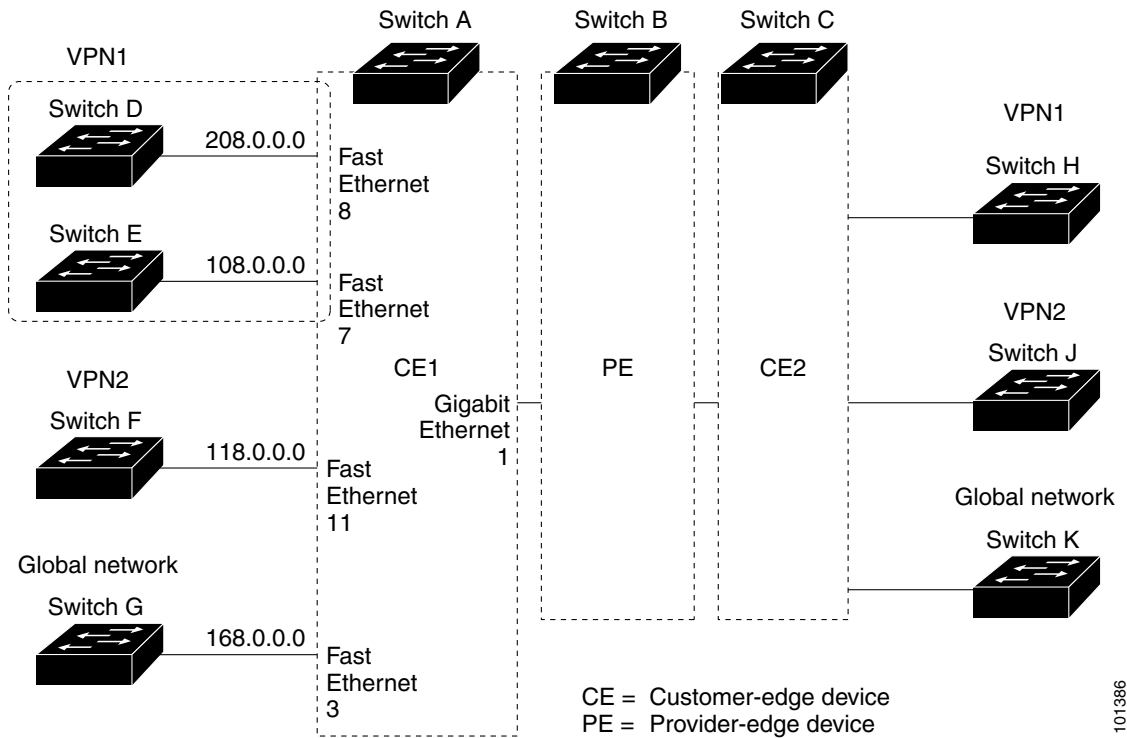 Switch A
Switch B
Switch C
VPN1
Switch D
208.0.0.0
Fast
Ethernet
8
Switch E
108.0.0.0
Fast
Ethernet
7
VPN2
Switch F
118.0.0.0
Fast
Ethernet
11
Global network
Switch G
168.0.0.0
Fast
Ethernet
3
CE1
Gigabit
Ethernet
1
PE
CE2
VPN1
Switch H
VPN2
Switch J
Global network
Switch K
CE = Customer-edge device
PE = Provider-edge device
101386